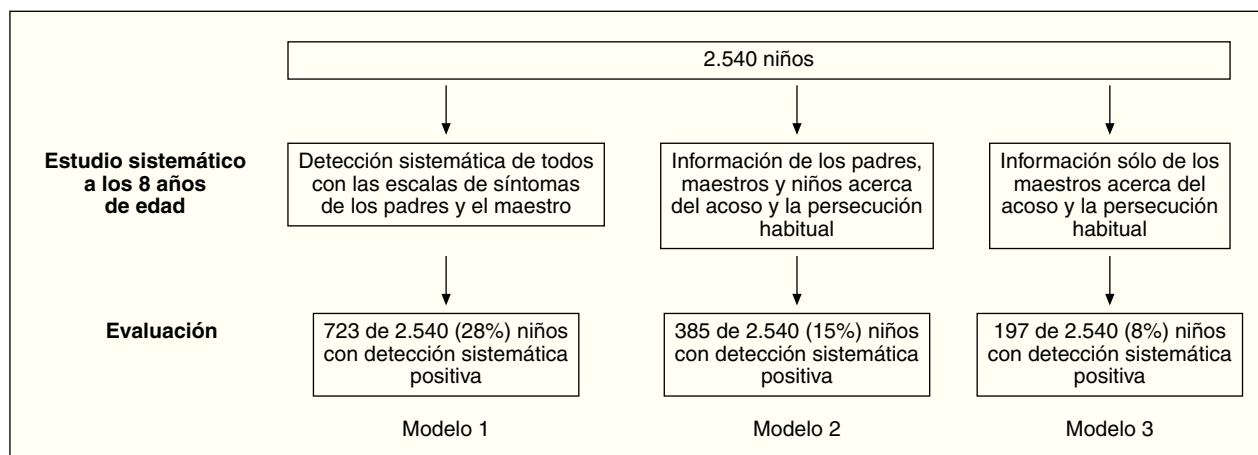 2.540 niños
Estudio sistemático
a los 8 años
de edad
Detección sistemática de todos
con las escalas de síntomas
de los padres y el maestro
Información de los padres,
maestros y niños acerca
del acoso y la persecución
habitual
Información sólo de los
maestros acerca del
acoso y la persecución
habitual
Evaluación
723 de 2.540 (28%) niños
con detección sistemática
positiva
385 de 2.540 (15%) niños
con detección sistemática
positiva
197 de 2.540 (8%) niños
con detección sistemática
positiva
Modelo 1
Modelo 2
Modelo 3